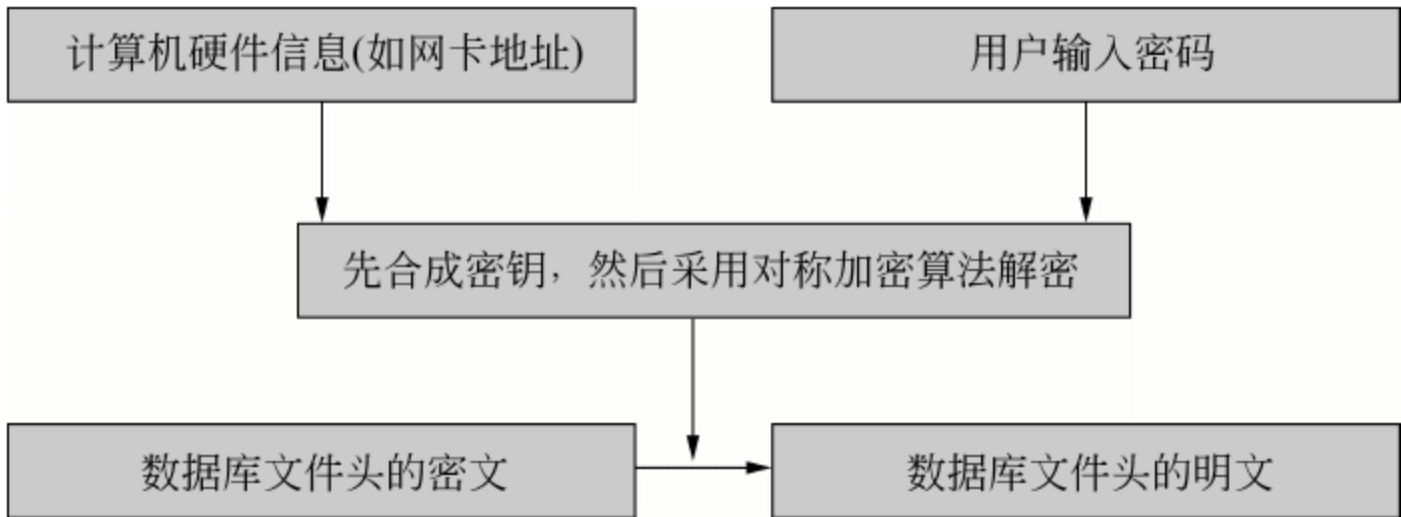 计算机硬件信息(如网卡地址)
用户输入密码
先合成密钥，然后采用对称加密算法解密
数据库文件头的密文
数据库文件头的明文